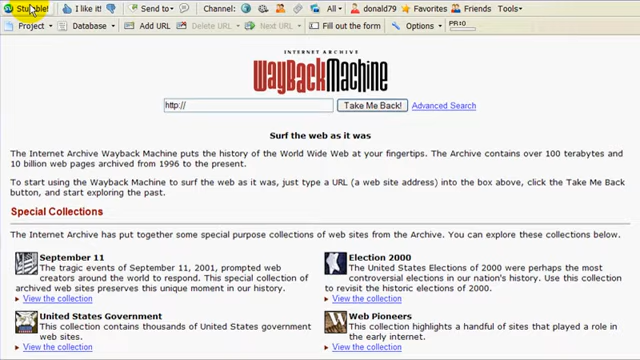 Stumble! I like it! Send to Channel: All donald79 Favorites Friends Tools
Project Database Add URL Delete URL Next URL Fill out the form Options PR=0
INTERNET ARCHIVE
WayBackMachine
http:// Take Me Back! Advanced Search
Surf the web as it was
The Internet Archive Wayback Machine puts the history of the World Wide Web at your fingertips. The Archive contains over 100 terabytes and
10 billion web pages archived from 1996 to the present.
To start using the Wayback Machine to surf the web as it was, just type a URL (a web site address) into the box above, click the Take Me Back
button, and start exploring the past.
Special Collections
The Internet Archive has put together some special purpose collections of web sites from the Archive. You can explore these collections below.
September 11
The tragic events of September 11, 2001, prompted web
creators around the world to respond. This special collection of
archived web sites preserves this unique moment in our history.
View the collection
Election 2000
The United States Elections of 2000 were perhaps the most
controversial elections in our nation's history. Use this collection
to revisit the historic elections of 2000.
View the collection
United States Government
This collection contains thousands of United States government
web sites.
View the collection
Web Pioneers
This collection highlights a handful of sites that played a role in
the early internet.
View the collection